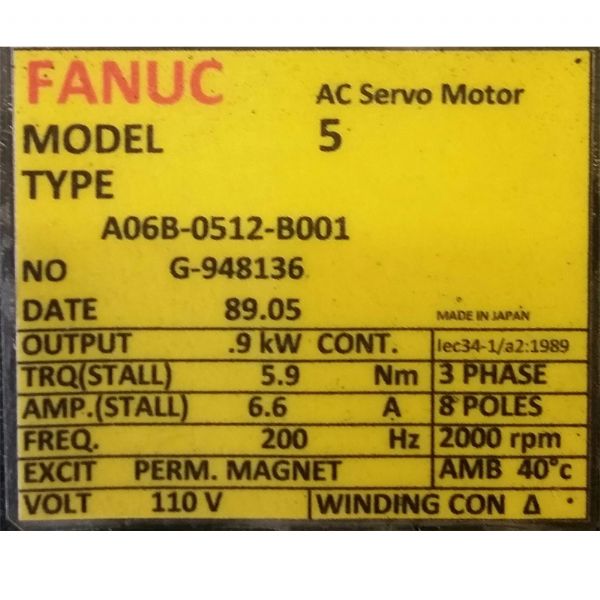 FANUC AC Servo Motor
MODEL 5
TYPE
A06B-0512-B001
NO G-948136
DATE 89.05 MADE IN JAPAN
OUTPUT .9 kW CONT. Iec34-1/a2:1989
TRQ(STALL) 5.9 Nm 3 PHASE
AMP.(STALL) 6.6 A 8 POLES
FREQ. 200 Hz 2000 rpm
EXCIT PERM. MAGNET AMB 40°c
VOLT 110 V WINDING CON Δ